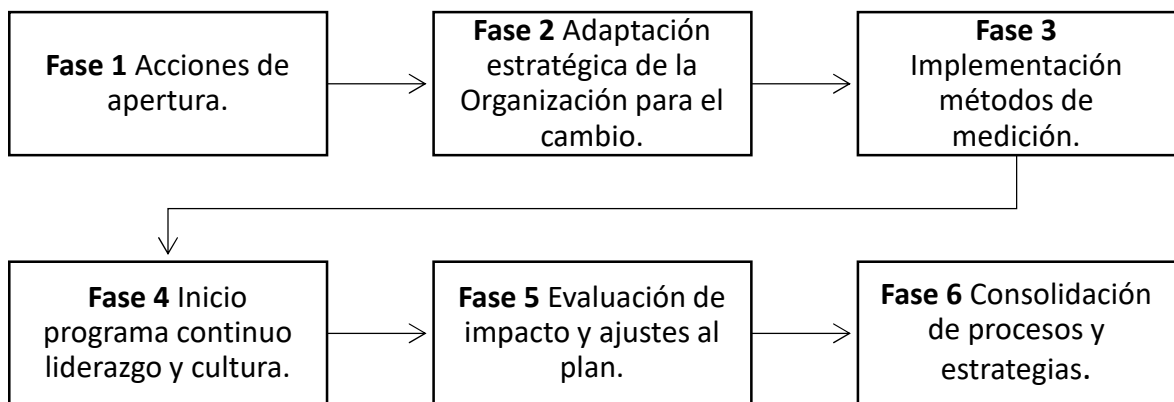 Fase 1 Acciones de
apertura.
Fase 2 Adaptación
estratégica de la
Organización para el
cambio.
Fase 3
Implementación
métodos de
medición.
Fase 4 Inicio
programa continuo
liderazgo y cultura.
Fase 5 Evaluación de
impacto y ajustes al
plan.
Fase 6 Consolidación
de procesos y
estrategias.